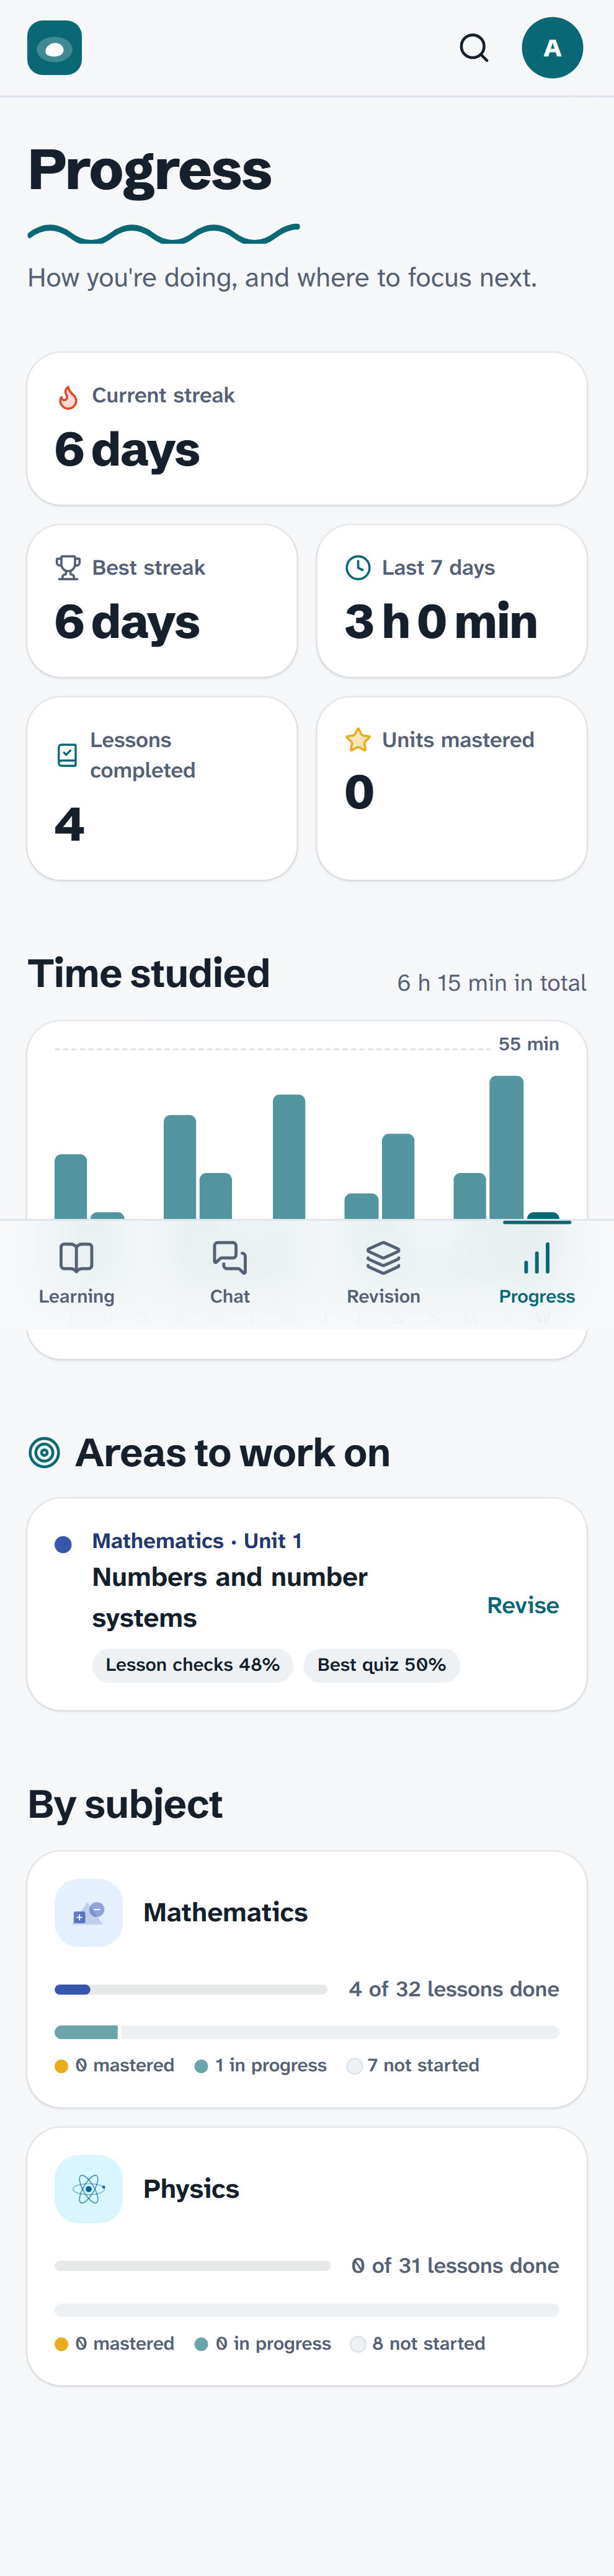 A
Progress
How you're doing, and where to focus next.
Current streak
6 days
Best streak
6 days
Last 7 days
3 h 0 min
Lessons
completed
4
Units mastered
0
Time studied
6 h 15 min in total
55 min
Learning
Chat
Revision
Progress
Areas to work on
Mathematics · Unit 1
Numbers and number
systems
Revise
Lesson checks 48%
Best quiz 50%
By subject
Mathematics
4 of 32 lessons done
0 mastered
1 in progress
7 not started
Physics
0 of 31 lessons done
0 mastered
0 in progress
8 not started